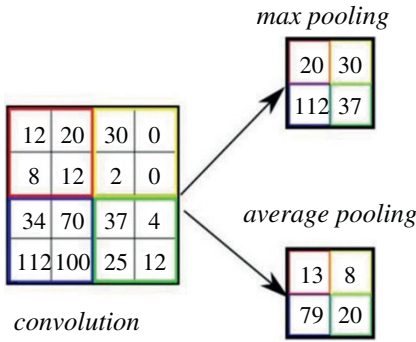 max pooling
20 30
112 37
12 20 30 0
8 12 2 0
34 70 37 4
112 100 25 12
convolution
average pooling
13 8
79 20